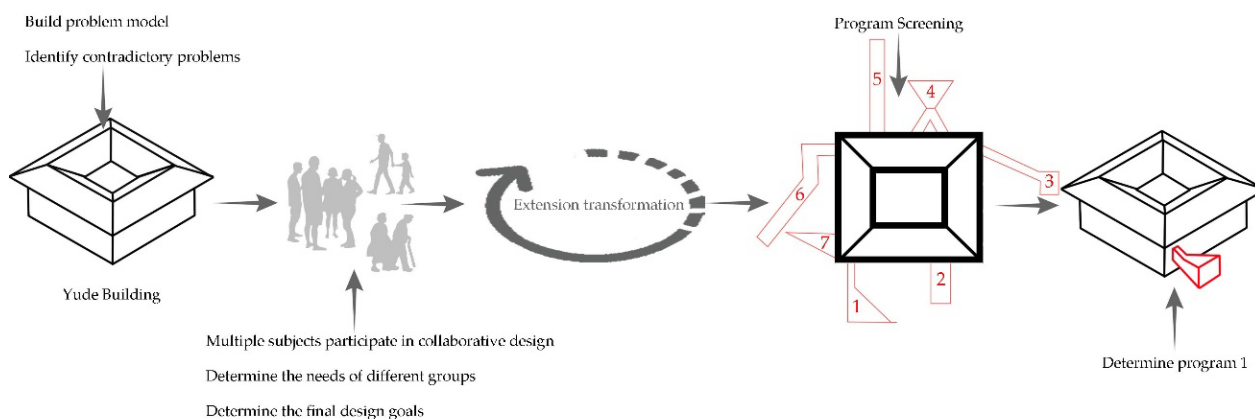 Build problem model
Identify contradictory problems
Yude Building
Multiple subjects participate in collaborative design
Determine the needs of different groups
Determine the final design goals
Extension transformation
Program Screening
5
4
3
6
7
2
1
Determine program 1